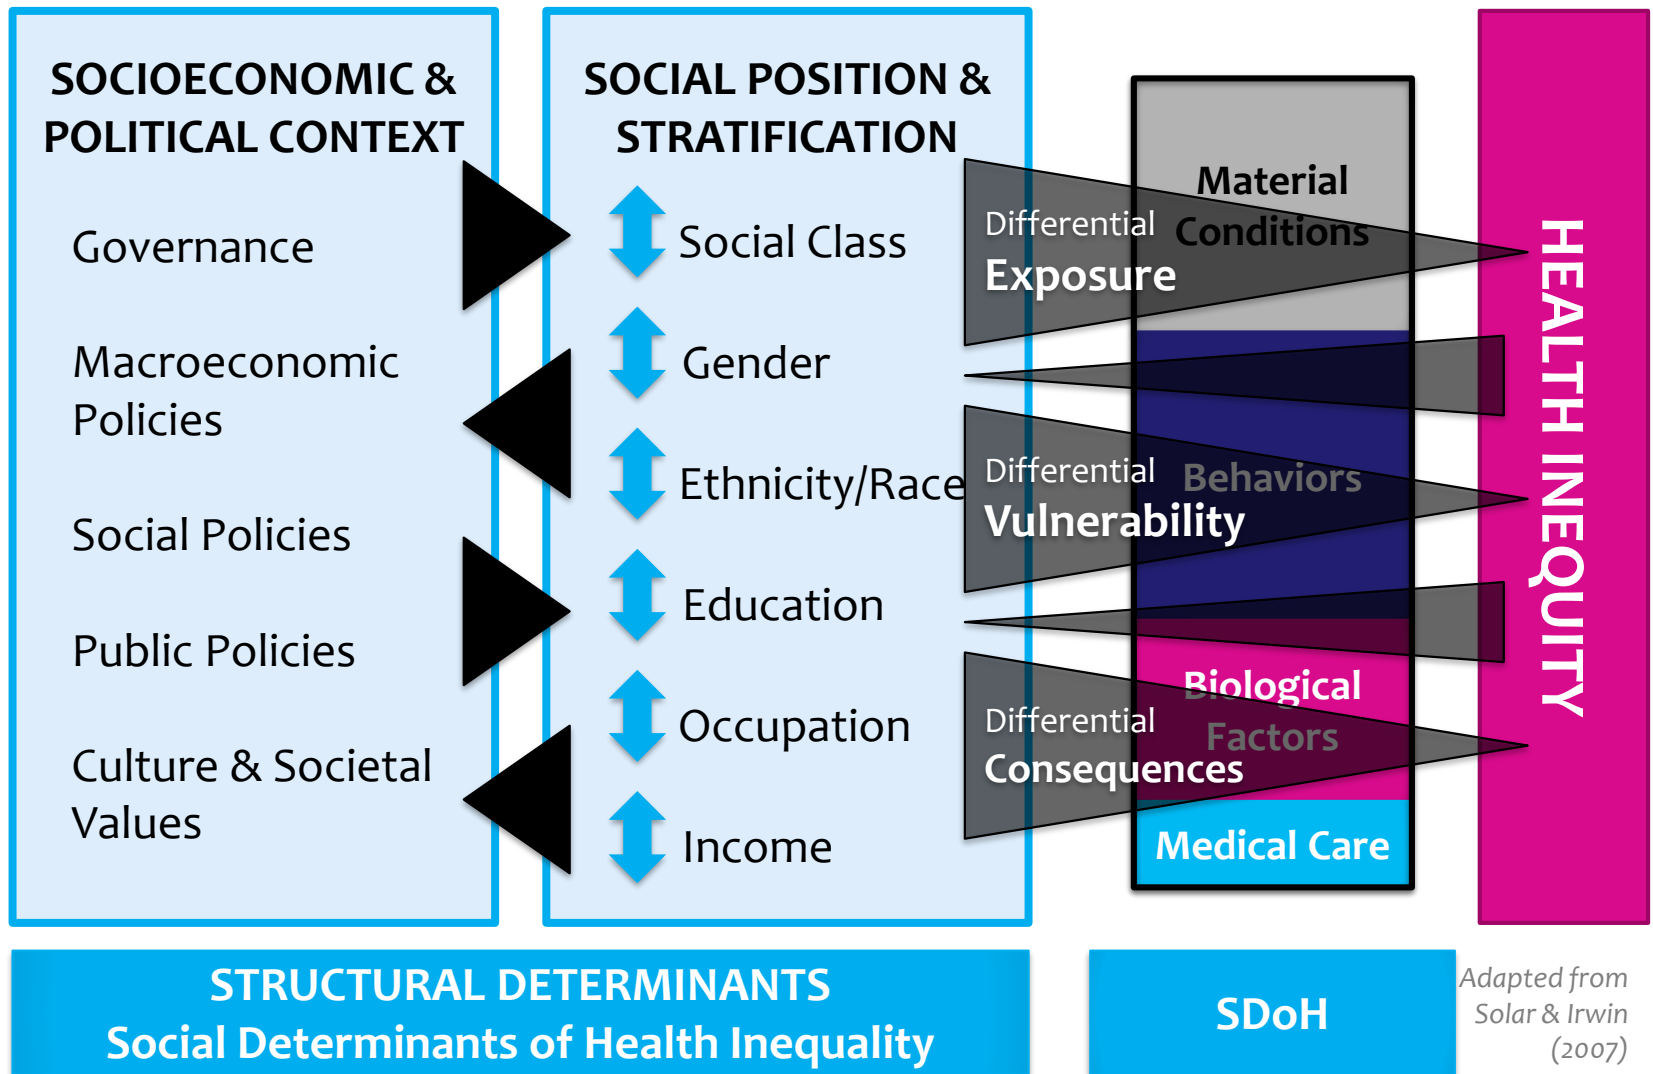 SOCIOECONOMIC &
POLITICAL CONTEXT
Governance
Macroeconomic
Policies
Social Policies
Public Policies
Culture & Societal
Values
SOCIAL POSITION &
STRATIFICATION
Social Class
Gender
Ethnicity/Race
Education
Occupation
Income
Differential
Exposure
Differential
Vulnerability
Differential
Consequences
Material
Conditions
Behaviors
Biological
Factors
Medical Care
HEALTH INEQUITY
STRUCTURAL DETERMINANTS
Social Determinants of Health Inequality
SDoH
Adapted from
Solar & Irwin
(2007)